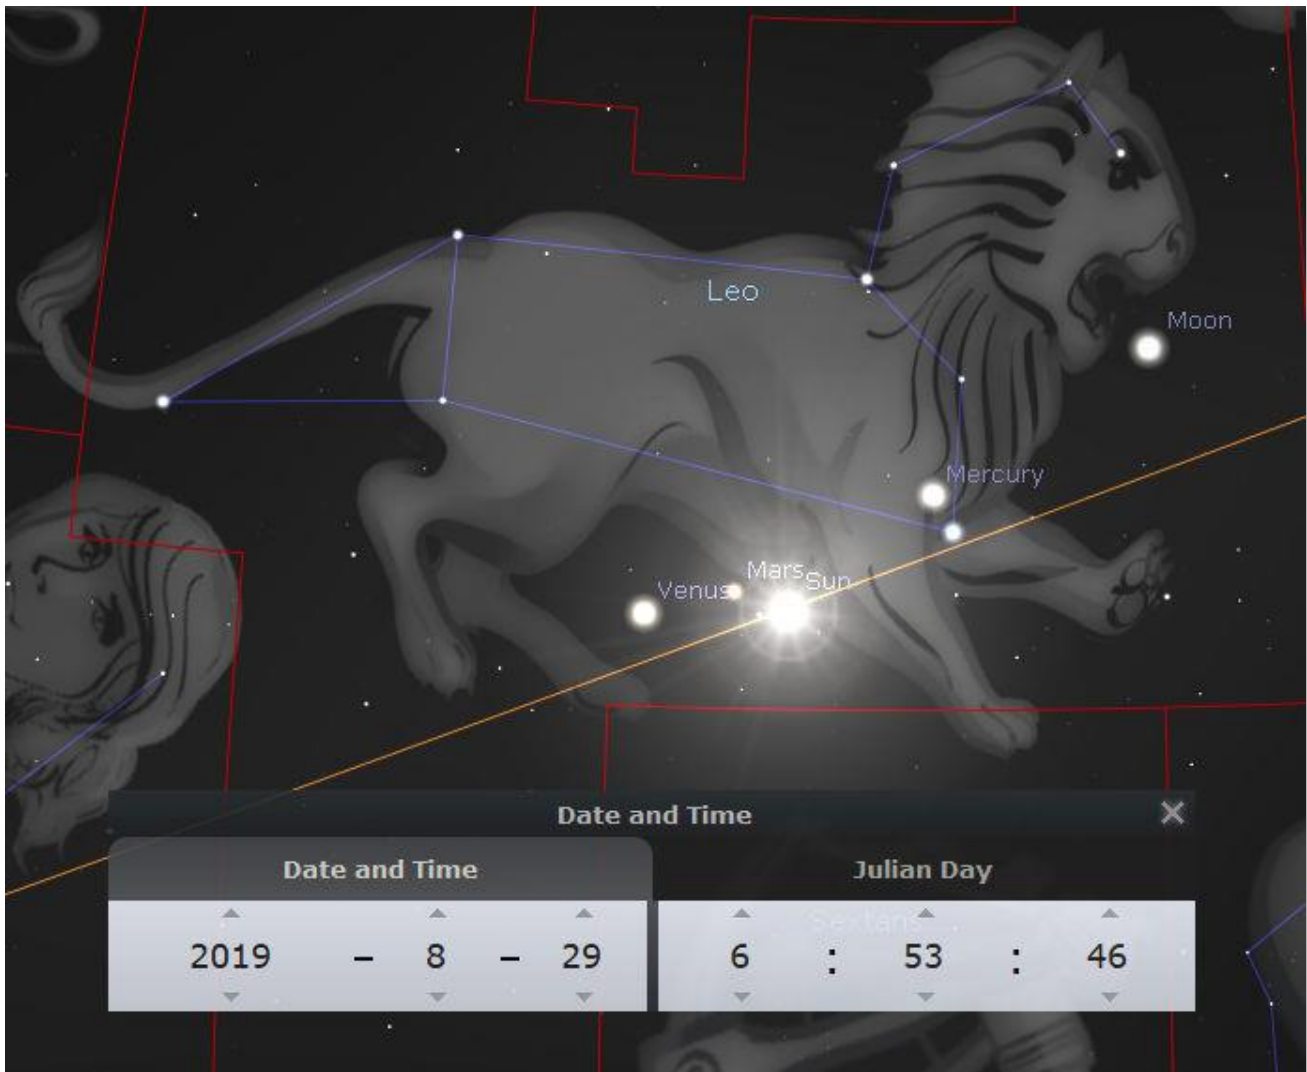 Leo
Moon
Mercury
Mars
Sun
Venus
Date and Time
Date and Time
Julian Day
Sextans
2019 – 8 – 29
6 : 53 : 46